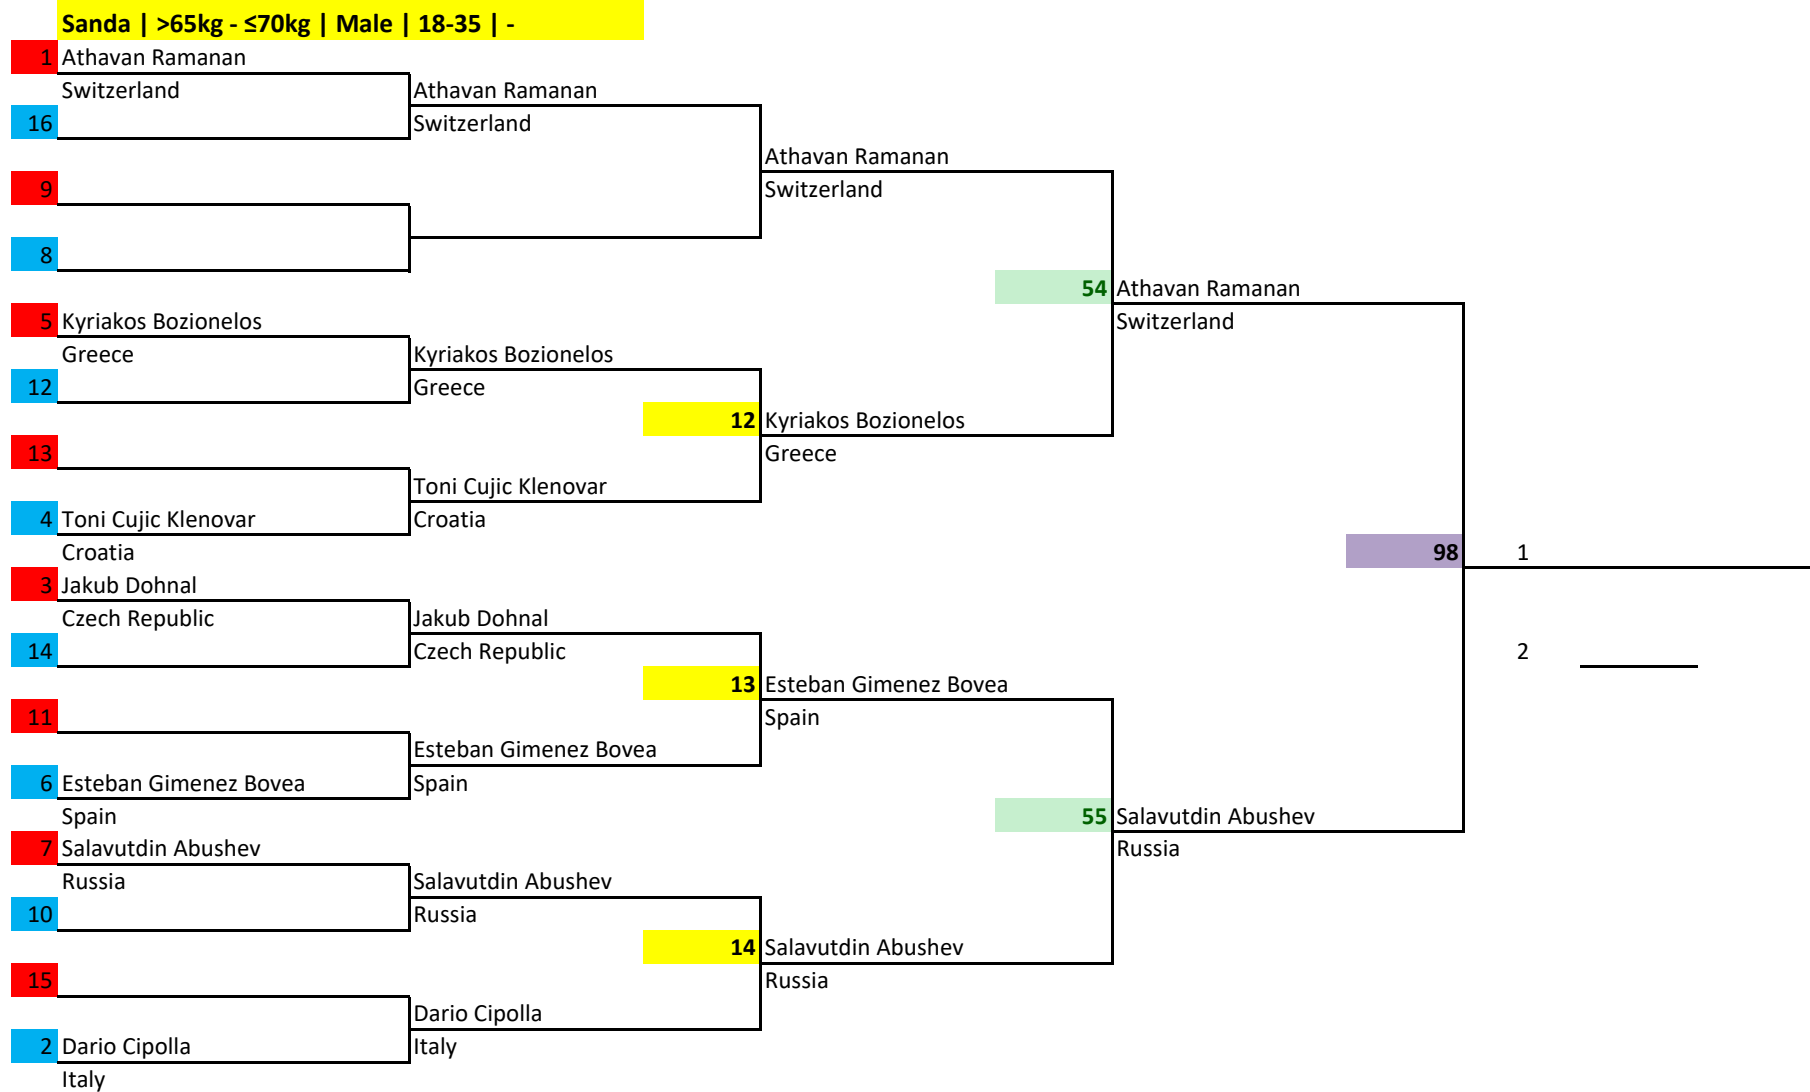 Sanda | >65kg - ≤70kg | Male | 18-35 | -
1 Athavan Ramanan
Switzerland
Athavan Ramanan
16
Switzerland
Athavan Ramanan
9
Switzerland
8
54 Athavan Ramanan
5 Kyriakos Bozionelos
Switzerland
Greece
Kyriakos Bozionelos
12
Greece
12 Kyriakos Bozionelos
13
Greece
Toni Cujic Klenovar
4 Toni Cujic Klenovar
Croatia
Croatia
98 1
3 Jakub Dohnal
Czech Republic
Jakub Dohnal
14
Czech Republic
2
13 Esteban Gimenez Bovea
11
Spain
Esteban Gimenez Bovea
6 Esteban Gimenez Bovea
Spain
Spain
55 Salavutdin Abushev
7 Salavutdin Abushev
Russia
Russia
Salavutdin Abushev
10
Russia
14 Salavutdin Abushev
15
Russia
Dario Cipolla
2 Dario Cipolla
Italy
Italy